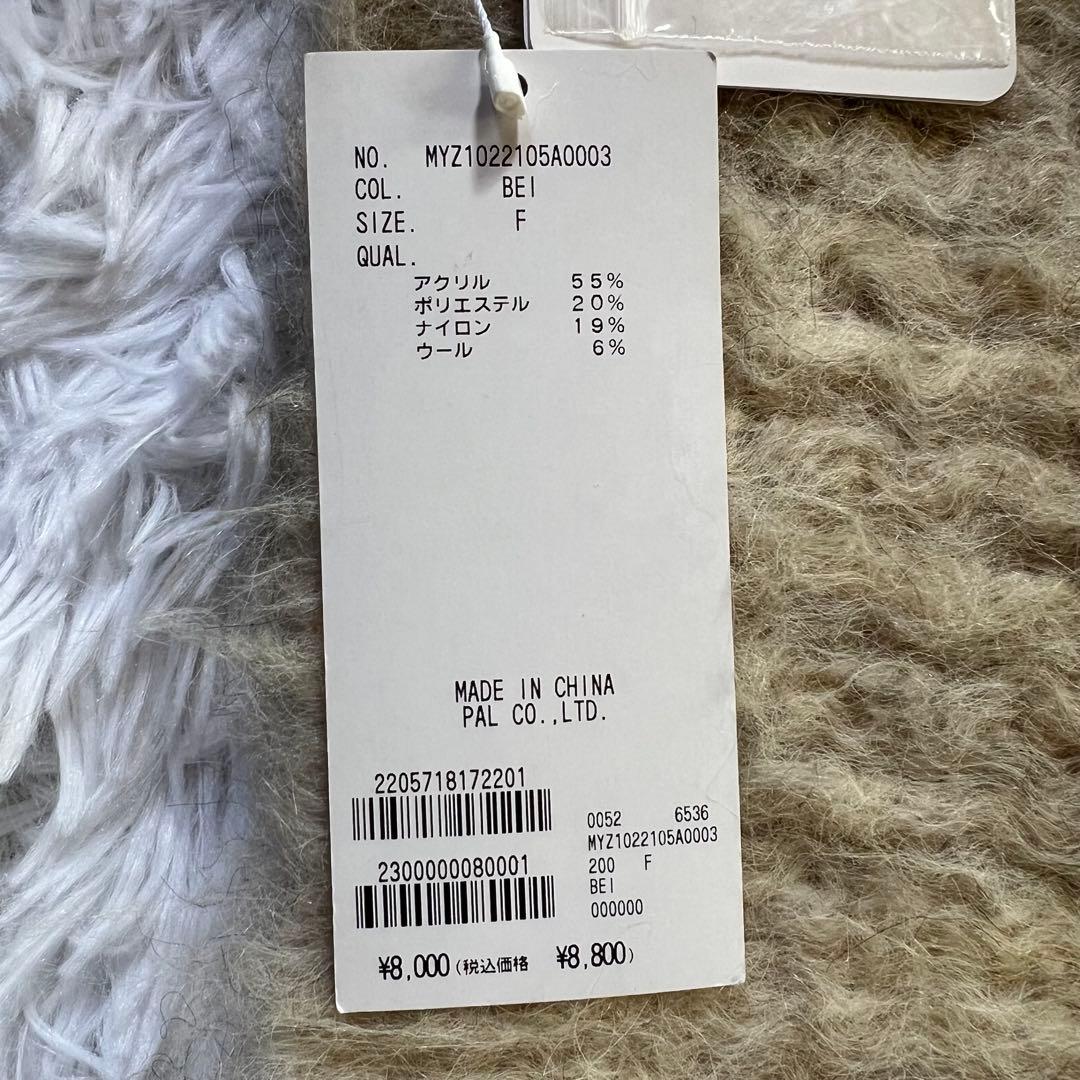 NO. MYZ1022105A0003
COL. BEI
SIZE. F
QUAL.
アクリル 55%
ポリエステル 20%
ナイロン 19%
ウール 6%
MADE IN CHINA
PAL CO.,LTD.
2205718172201
2300000080001
0052 6536
MYZ1022105A0003
200 F
BEI
000000
¥8,000(税込価格 ¥8,800)